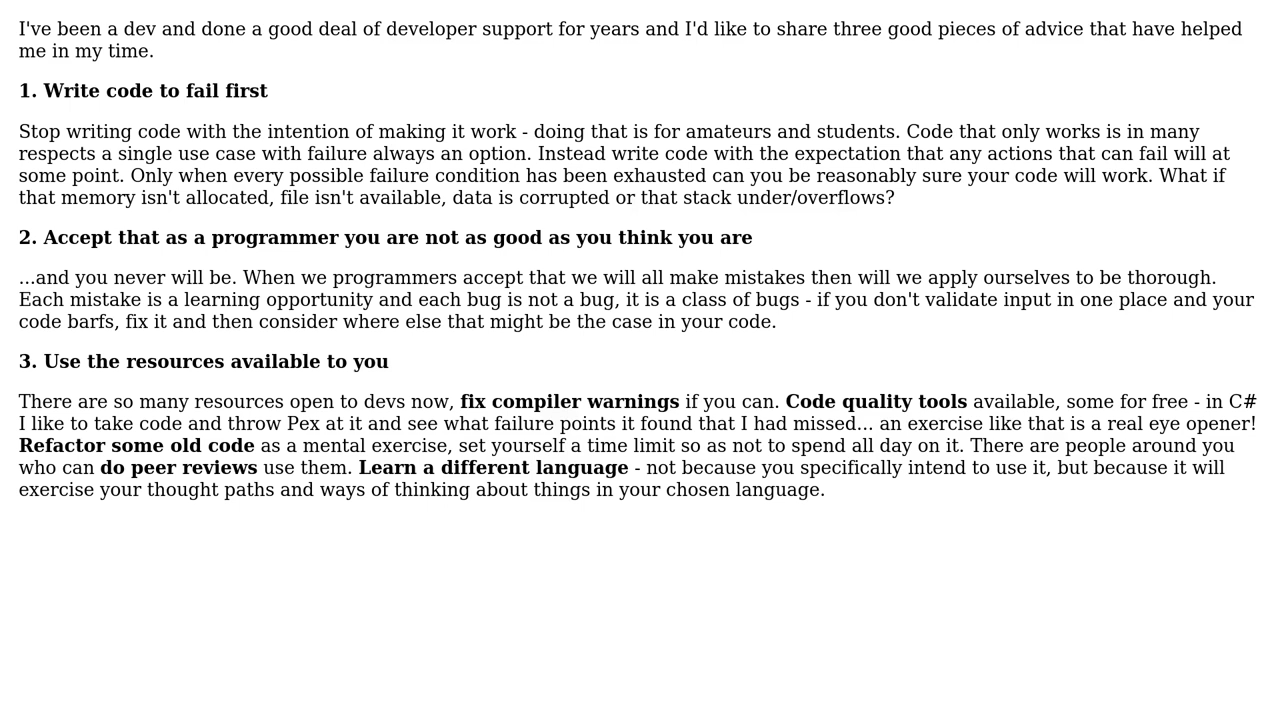 I've been a dev and done a good deal of developer support for years and I'd like to share three good pieces of advice that have helped
me in my time.
1. Write code to fail first
Stop writing code with the intention of making it work - doing that is for amateurs and students. Code that only works is in many
respects a single use case with failure always an option. Instead write code with the expectation that any actions that can fail will at
some point. Only when every possible failure condition has been exhausted can you be reasonably sure your code will work. What if
that memory isn't allocated, file isn't available, data is corrupted or that stack under/overflows?
2. Accept that as a programmer you are not as good as you think you are
...and you never will be. When we programmers accept that we will all make mistakes then will we apply ourselves to be thorough.
Each mistake is a learning opportunity and each bug is not a bug, it is a class of bugs - if you don't validate input in one place and your
code barfs, fix it and then consider where else that might be the case in your code.
3. Use the resources available to you
There are so many resources open to devs now, fix compiler warnings if you can. Code quality tools available, some for free - in C#
I like to take code and throw Pex at it and see what failure points it found that I had missed... an exercise like that is a real eye opener!
Refactor some old code as a mental exercise, set yourself a time limit so as not to spend all day on it. There are people around you
who can do peer reviews use them. Learn a different language - not because you specifically intend to use it, but because it will
exercise your thought paths and ways of thinking about things in your chosen language.